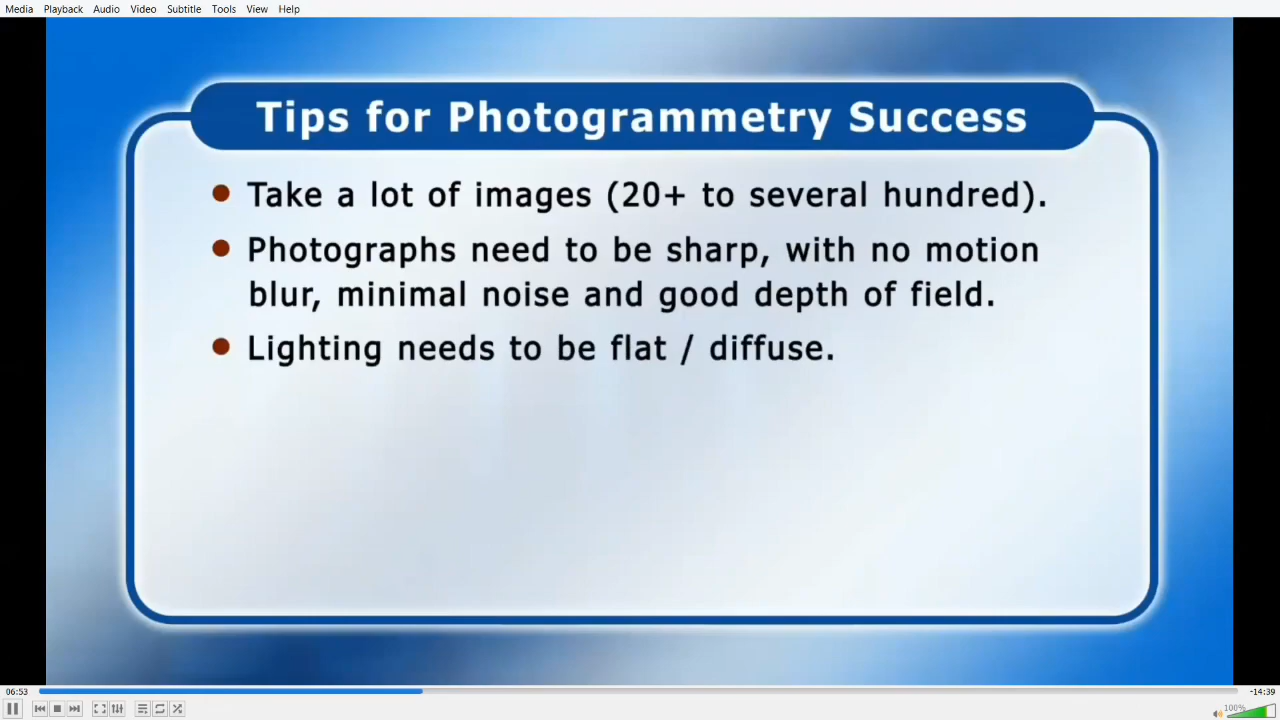 Media Playback Audio Video Subtitle Tools View Help
Tips for Photogrammetry Success
Take a lot of images (20+ to several hundred).
Photographs need to be sharp, with no motion
blur, minimal noise and good depth of field.
Lighting needs to be flat / diffuse.
06:53
-14:39
100%